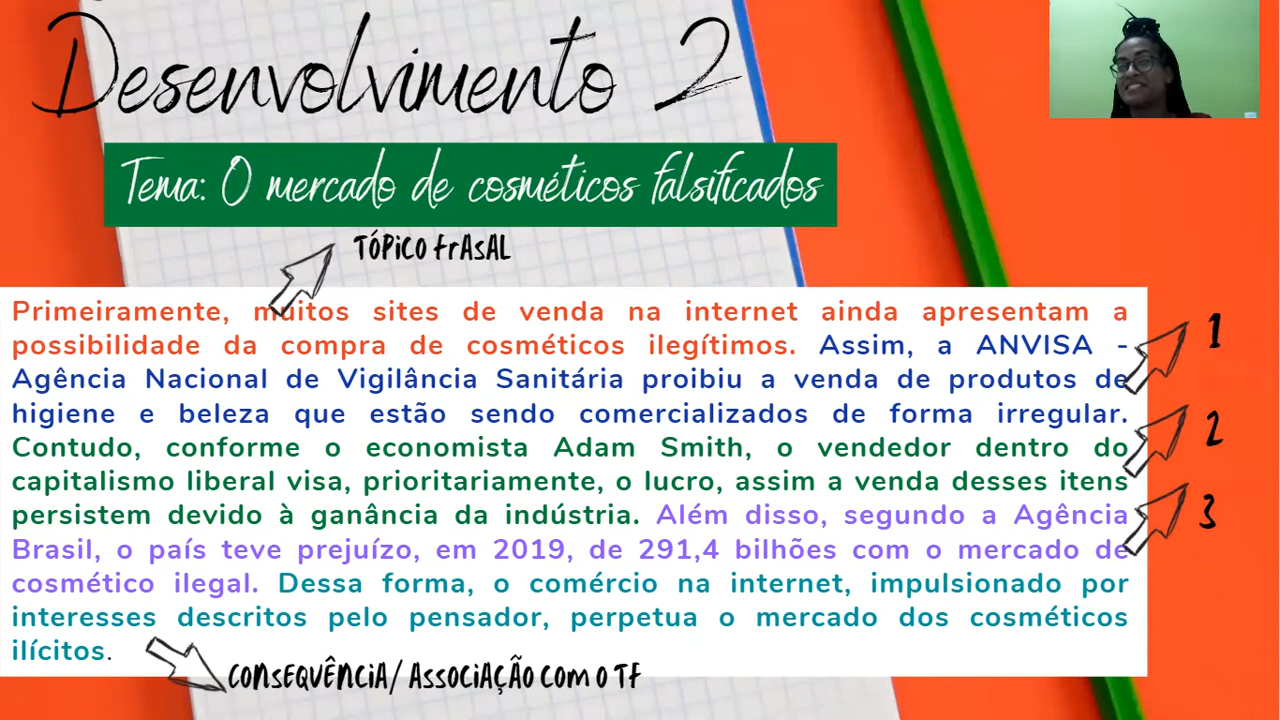 Desenvolvimento 2
Tema: O mercado de cosméticos falsificados
TÓPICO FrAsAL
Primeiramente, muitos sites de venda na internet ainda apresentam a
possibilidade da compra de cosméticos ilegítimos. Assim, a ANVISA -
Agência Nacional de Vigilância Sanitária proibiu a venda de produtos de
higiene e beleza que estão sendo comercializados de forma irregular.
Contudo, conforme o economista Adam Smith, o vendedor dentro do
capitalismo liberal visa, prioritariamente, o lucro, assim a venda desses itens
persistem devido à ganância da indústria. Além disso, segundo a Agência
Brasil, o país teve prejuízo, em 2019, de 291,4 bilhões com o mercado de
cosmético ilegal. Dessa forma, o comércio na internet, impulsionado por
interesses descritos pelo pensador, perpetua o mercado dos cosméticos
ilícitos.
1
2
3
CONSEQUÊNCIA/ ASSOCIAÇÃO COM O TF